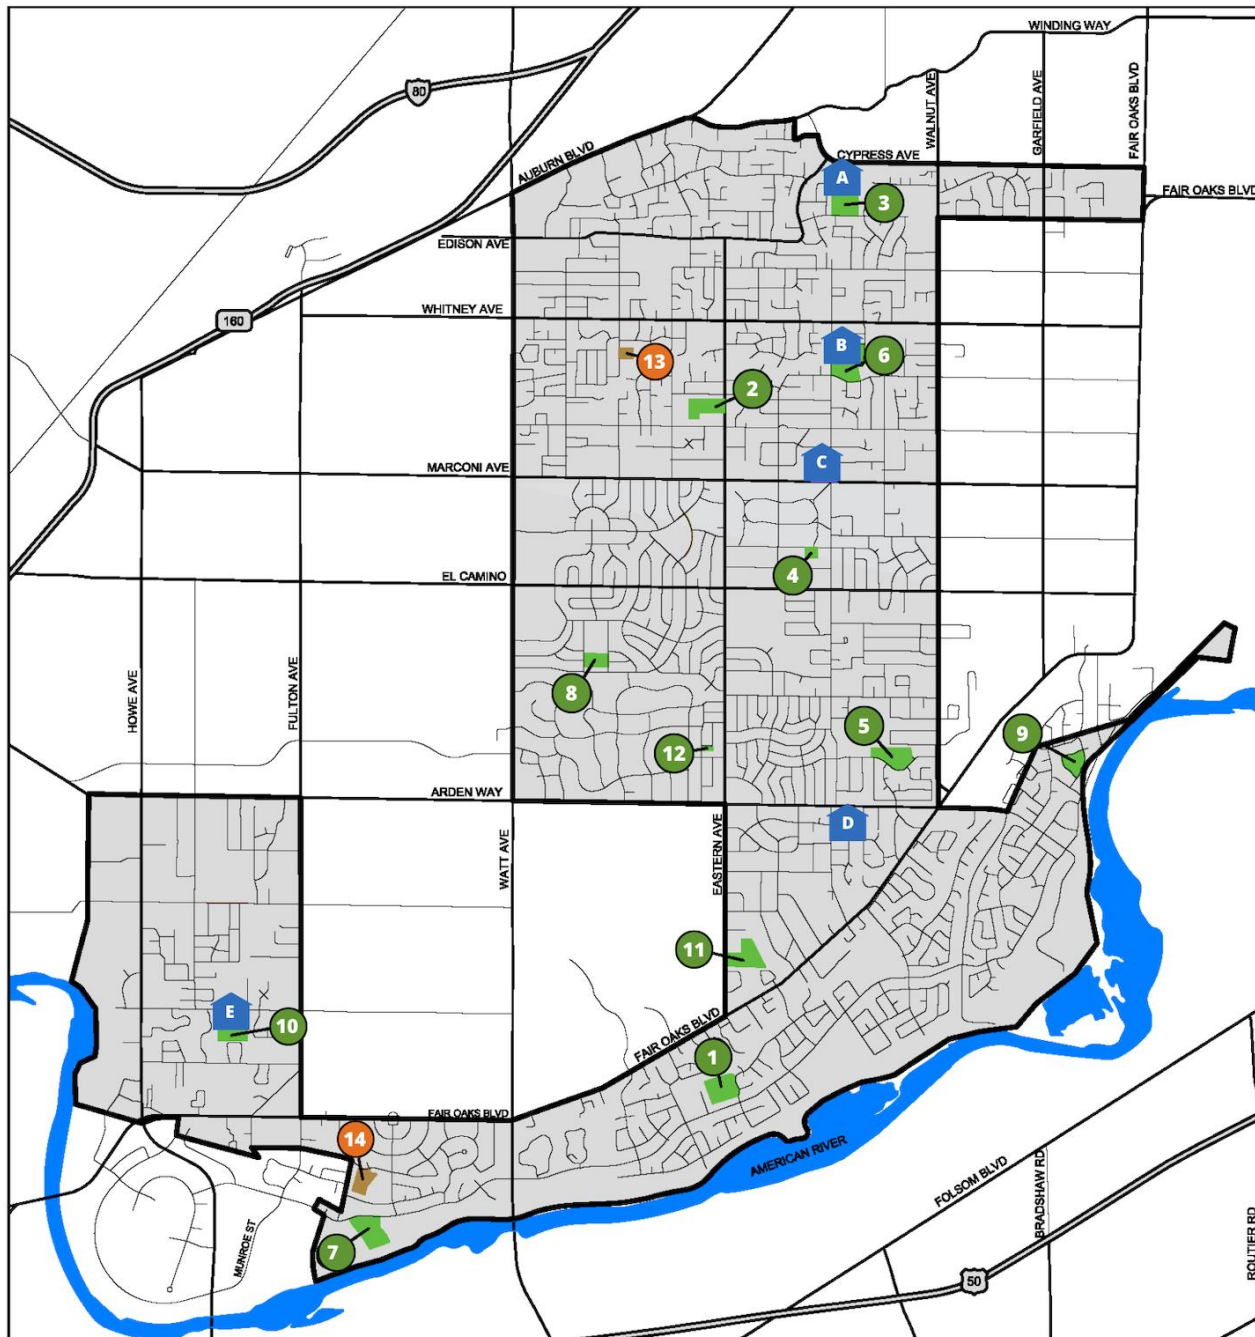 WINDING WAY
80
WALNUT AVE
GARFIELD AVE
FAIR OAKS BLVD
AUBURN BLVD
CYPRESS AVE
A
3
FAIR OAKS BLVD
EDISON AVE
WHITNEY AVE
160
13
B
6
2
MARCONI AVE
C
EL CAMINO
4
HOWE AVE
FULTON AVE
8
5
9
12
ARDEN WAY
D
WATT AVE
EASTERN AVE
11
E
10
FAIR OAKS BLVD
1
FAIR OAKS BLVD
14
AMERICAN RIVER
FOLSOM BLVD
BRADSHAW RD
ROUTIER RD
MUNROE ST
7
50